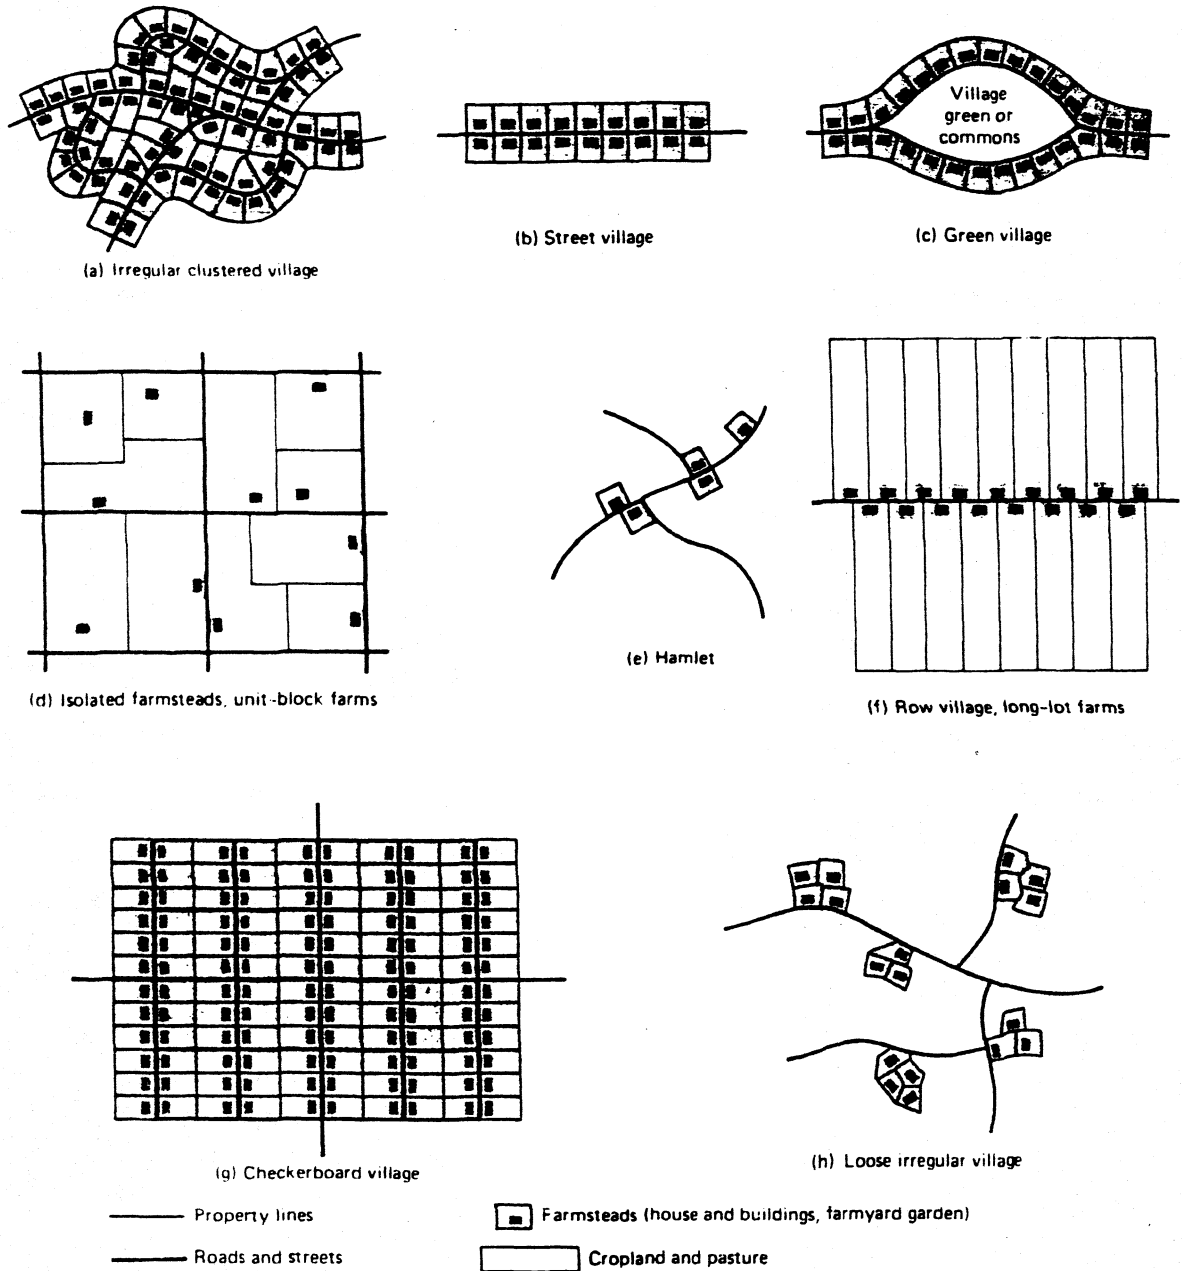 Village
green or
commons
(a) Irregular clustered village
(b) Street village
(c) Green village
(d) Isolated farmsteads, unit-block farms
(e) Hamlet
(f) Row village, long-lot farms
(g) Checkerboard village
(h) Loose irregular village
Property lines
Farmsteads (house and buildings, farmyard garden)
Roads and streets
Cropland and pasture